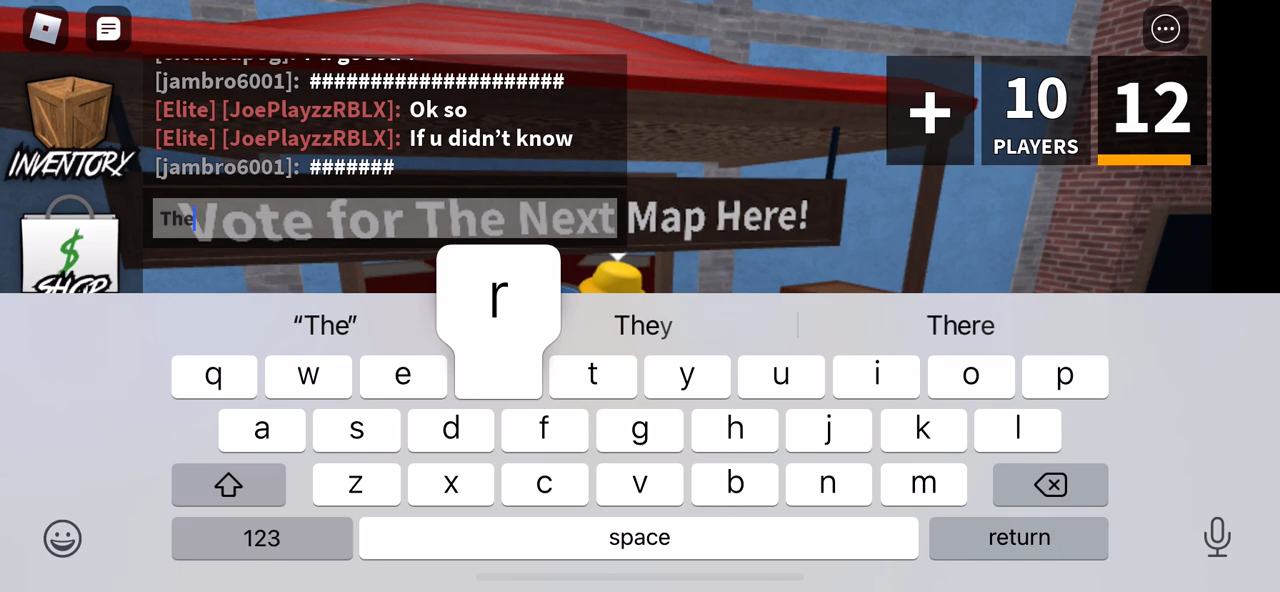 [jambro6001]: #####################
[Elite] [JoePlayzzRBLX]: Ok so
[Elite] [JoePlayzzRBLX]: If u didn’t know
[jambro6001]: #######
INVENTORY
+
10
PLAYERS
12
The
Vote for The Next Map Here!
$
SHOP
r
“The” They There
q w e t y u i o p
a s d f g h j k l
z x c v b n m
123 space return